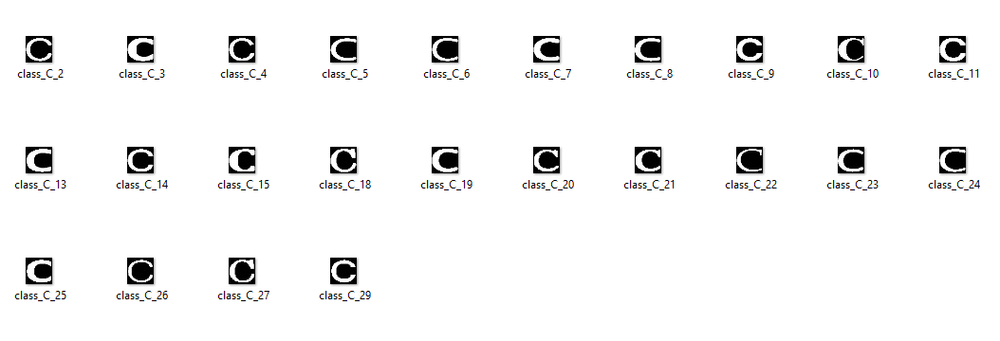 C C C C C C C C C C
class_C_2 class_C_3 class_C_4 class_C_5 class_C_6 class_C_7 class_C_8 class_C_9 class_C_10 class_C_11
C C C C C C C C C C
class_C_13 class_C_14 class_C_15 class_C_18 class_C_19 class_C_20 class_C_21 class_C_22 class_C_23 class_C_24
C C C C
class_C_25 class_C_26 class_C_27 class_C_29